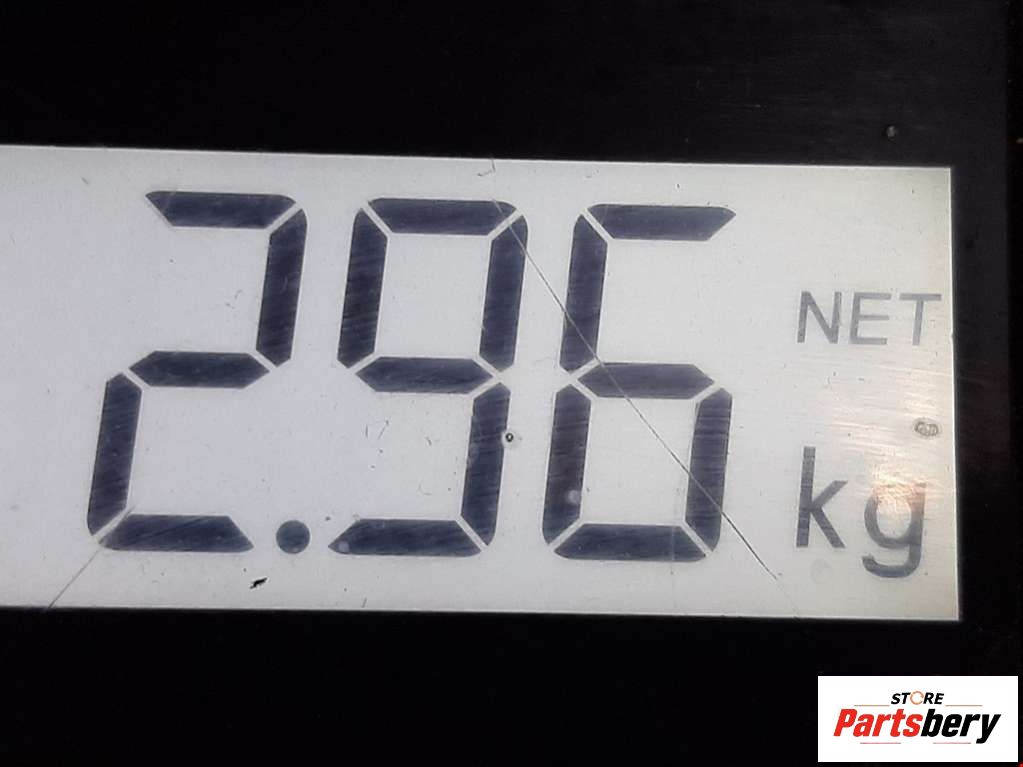 2.96 NET
kg
STORE
Partsbery